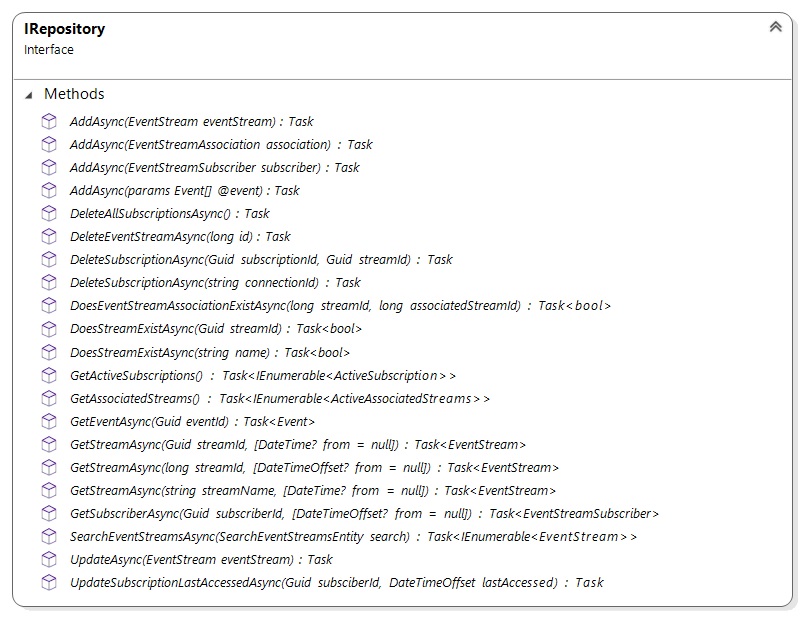 IRepository
Interface
Methods
AddAsync(EventStream eventStream) : Task
AddAsync(EventStreamAssociation association) : Task
AddAsync(EventStreamSubscriber subscriber) : Task
AddAsync(params Event[] @event) : Task
DeleteAllSubscriptionsAsync() : Task
DeleteEventStreamAsync(long id) : Task
DeleteSubscriptionAsync(Guid subscriptionId, Guid streamId) : Task
DeleteSubscriptionAsync(string connectionId) : Task
DoesEventStreamAssociationExistAsync(long streamId, long associatedStreamId) : Task<bool>
DoesStreamExistAsync(Guid streamId) : Task<bool>
DoesStreamExistAsync(string name) : Task<bool>
GetActiveSubscriptions() : Task<IEnumerable<ActiveSubscription>>
GetAssociatedStreams() : Task<IEnumerable<ActiveAssociatedStreams>>
GetEventAsync(Guid eventId) : Task<Event>
GetStreamAsync(Guid streamId, [DateTime? from = null]) : Task<EventStream>
GetStreamAsync(long streamId, [DateTimeOffset? from = null]) : Task<EventStream>
GetStreamAsync(string streamName, [DateTime? from = null]) : Task<EventStream>
GetSubscriberAsync(Guid subscriberId, [DateTimeOffset? from = null]) : Task<EventStreamSubscriber>
SearchEventStreamsAsync(SearchEventStreamsEntity search) : Task<IEnumerable<EventStream>>
UpdateAsync(EventStream eventStream) : Task
UpdateSubscriptionLastAccessedAsync(Guid subsciberId, DateTimeOffset lastAccessed) : Task